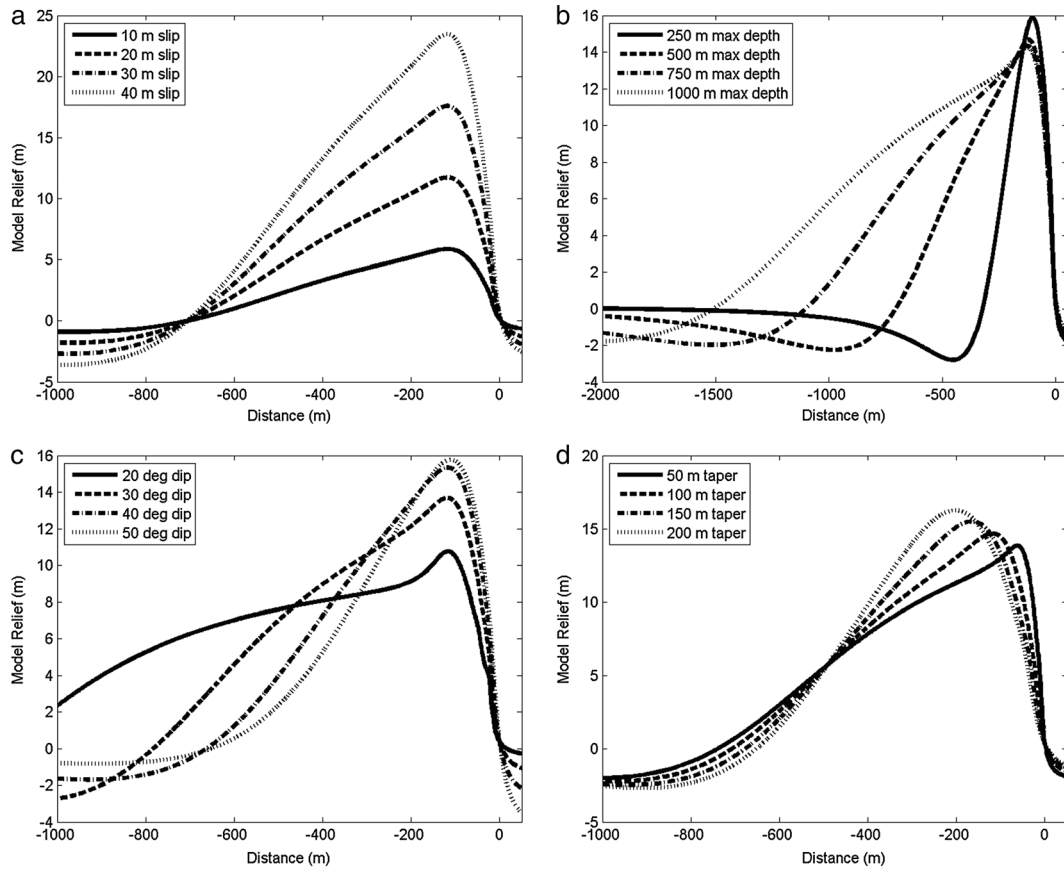 a
25
20
15
10
5
0
-5
Model Relief (m)
10 m slip
20 m slip
30 m slip
40 m slip
-1000 -800 -600 -400 -200 0
Distance (m)
b
16
14
12
10
8
6
4
2
0
-2
-4
Model Relief (m)
250 m max depth
500 m max depth
750 m max depth
1000 m max depth
-2000 -1500 -1000 -500 0
Distance (m)
c
16
14
12
10
8
6
4
2
0
-2
-4
Model Relief (m)
20 deg dip
30 deg dip
40 deg dip
50 deg dip
-1000 -800 -600 -400 -200 0
Distance (m)
d
20
15
10
5
0
-5
Model Relief (m)
50 m taper
100 m taper
150 m taper
200 m taper
-1000 -800 -600 -400 -200 0
Distance (m)